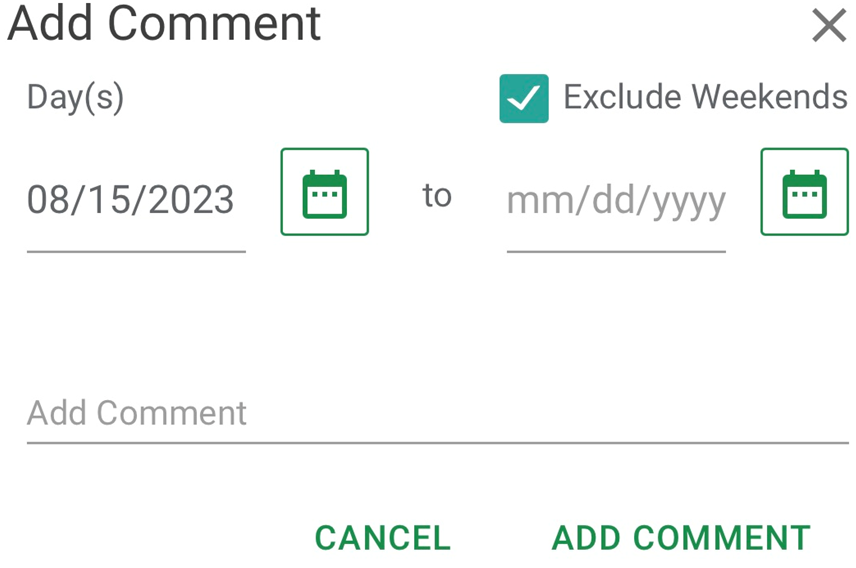 Add Comment
Day(s)
Exclude Weekends
08/15/2023 to mm/dd/yyyy
Add Comment
CANCEL ADD COMMENT